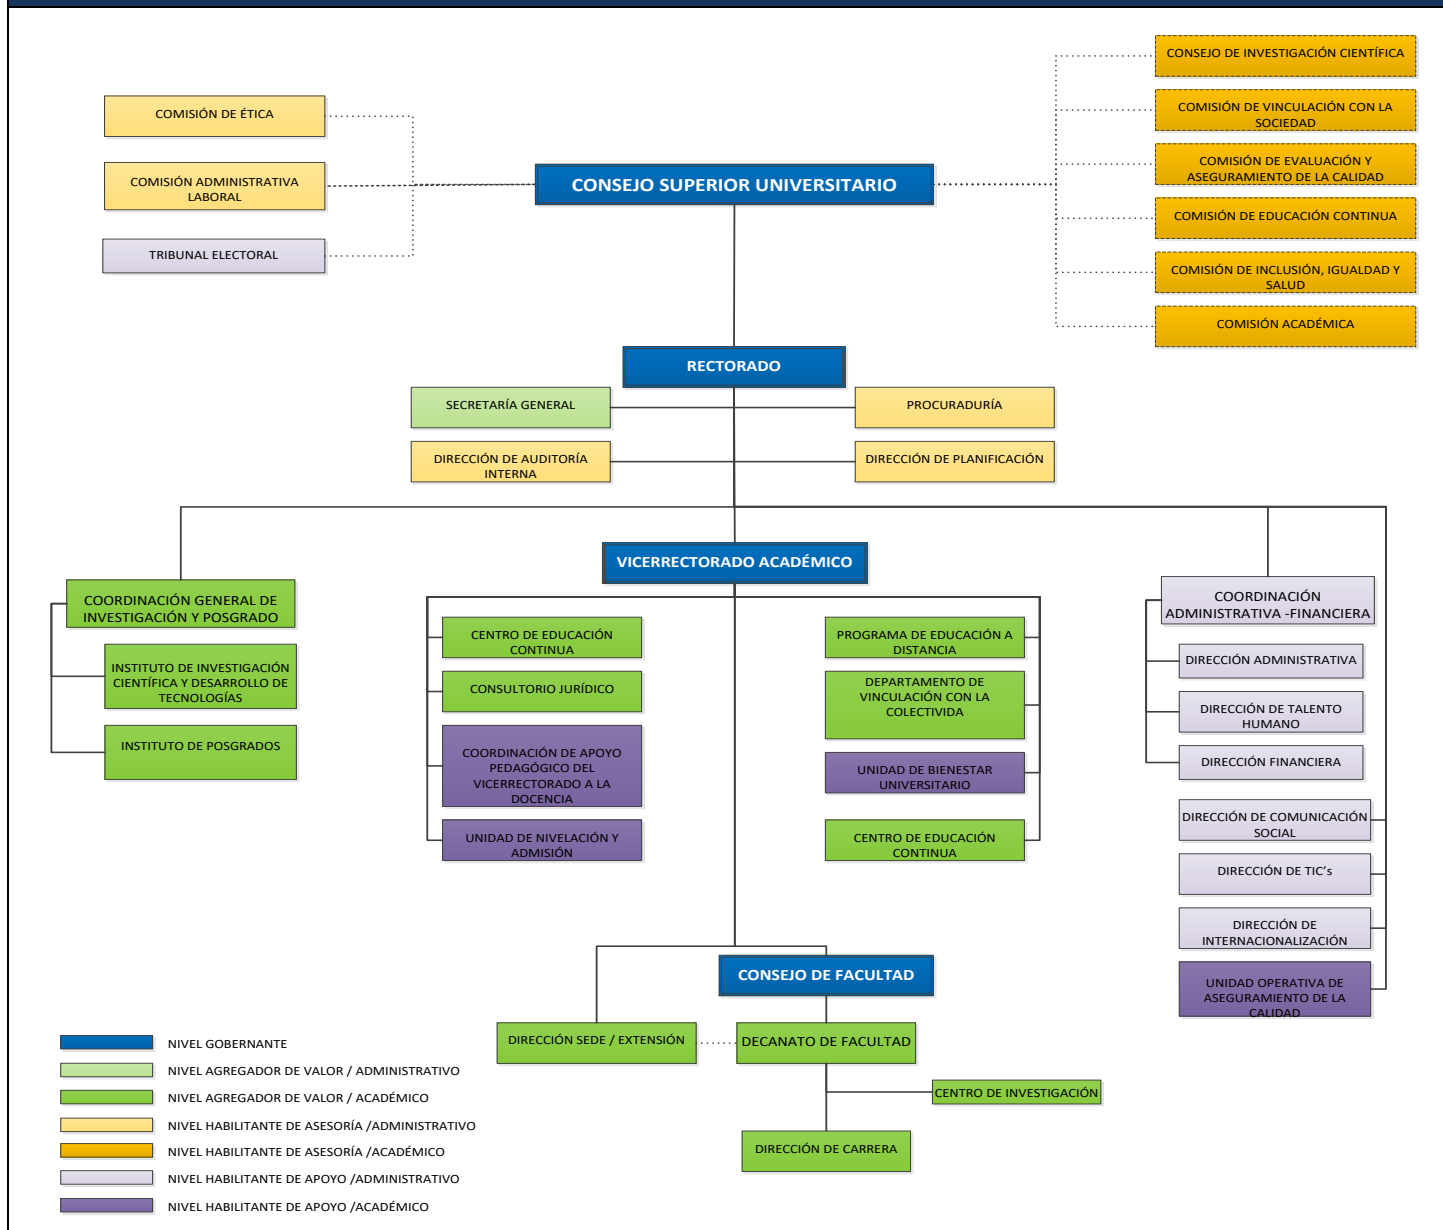 CONSEJO DE INVESTIGACIÓN CIENTÍFICA
COMISIÓN DE VINCULACIÓN CON LA
SOCIEDAD
COMISIÓN DE EVALUACIÓN Y
ASEGURAMIENTO DE LA CALIDAD
COMISIÓN DE EDUCACIÓN CONTINUA
COMISIÓN DE INCLUSIÓN, IGUALDAD Y
SALUD
COMISIÓN ACADÉMICA
COMISIÓN DE ÉTICA
COMISIÓN ADMINISTRATIVA
LABORAL
TRIBUNAL ELECTORAL
CONSEJO SUPERIOR UNIVERSITARIO
RECTORADO
SECRETARÍA GENERAL
PROCURADURÍA
DIRECCIÓN DE AUDITORÍA
INTERNA
DIRECCIÓN DE PLANIFICACIÓN
VICERRECTORADO ACADÉMICO
COORDINACIÓN GENERAL DE
INVESTIGACIÓN Y POSGRADO
INSTITUTO DE INVESTIGACIÓN
CIENTÍFICA Y DESARROLLO DE
TECNOLOGÍAS
INSTITUTO DE POSGRADOS
CENTRO DE EDUCACIÓN
CONTINUA
CONSULTORIO JURÍDICO
COORDINACIÓN DE APOYO
PEDAGÓGICO DEL
VICERRECTORADO A LA
DOCENCIA
UNIDAD DE NIVELACIÓN Y
ADMISIÓN
PROGRAMA DE EDUCACIÓN A
DISTANCIA
DEPARTAMENTO DE
VINCULACIÓN CON LA
COLECTIVIDA
UNIDAD DE BIENESTAR
UNIVERSITARIO
CENTRO DE EDUCACIÓN
CONTINUA
COORDINACIÓN
ADMINISTRATIVA -FINANCIERA
DIRECCIÓN ADMINISTRATIVA
DIRECCIÓN DE TALENTO
HUMANO
DIRECCIÓN FINANCIERA
DIRECCIÓN DE COMUNICACIÓN
SOCIAL
DIRECCIÓN DE TIC's
DIRECCIÓN DE
INTERNACIONALIZACIÓN
UNIDAD OPERATIVA DE
ASEGURAMIENTO DE LA
CALIDAD
CONSEJO DE FACULTAD
DIRECCIÓN SEDE / EXTENSIÓN
DECANATO DE FACULTAD
CENTRO DE INVESTIGACIÓN
DIRECCIÓN DE CARRERA
NIVEL GOBERNANTE
NIVEL AGREGADOR DE VALOR / ADMINISTRATIVO
NIVEL AGREGADOR DE VALOR / ACADÉMICO
NIVEL HABILITANTE DE ASESORÍA /ADMINISTRATIVO
NIVEL HABILITANTE DE ASESORÍA /ACADÉMICO
NIVEL HABILITANTE DE APOYO /ADMINISTRATIVO
NIVEL HABILITANTE DE APOYO /ACADÉMICO